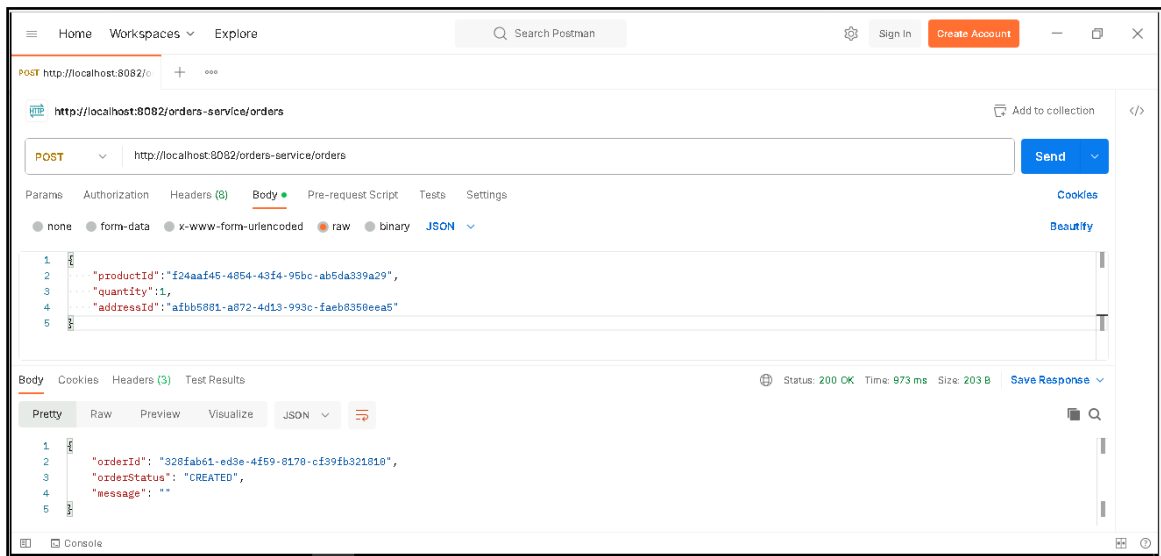 Home Workspaces Explore Search Postman Sign In Create Account
POST http://localhost:8082/o
HTTP http://localhost:8082/orders-service/orders Add to collection </>
POST http://localhost:8082/orders-service/orders Send
Params Authorization Headers (8) Body Pre-request Script Tests Settings Cookies
none form-data x-www-form-urlencoded raw binary JSON Beautify
1 {
2 "productId":"f24aaf45-4854-43f4-95bc-ab5da339a29",
3 "quantity":1,
4 "addressId":"afbb5881-a872-4d13-993c-faeb8350eea5"
5 }
Body Cookies Headers (3) Test Results Status: 200 OK Time: 973 ms Size: 203 B Save Response
Pretty Raw Preview Visualize JSON
1 {
2 "orderId": "328fab61-ed3e-4f59-8170-cf39fb321810",
3 "orderStatus": "CREATED",
4 "message": ""
5 }
Console